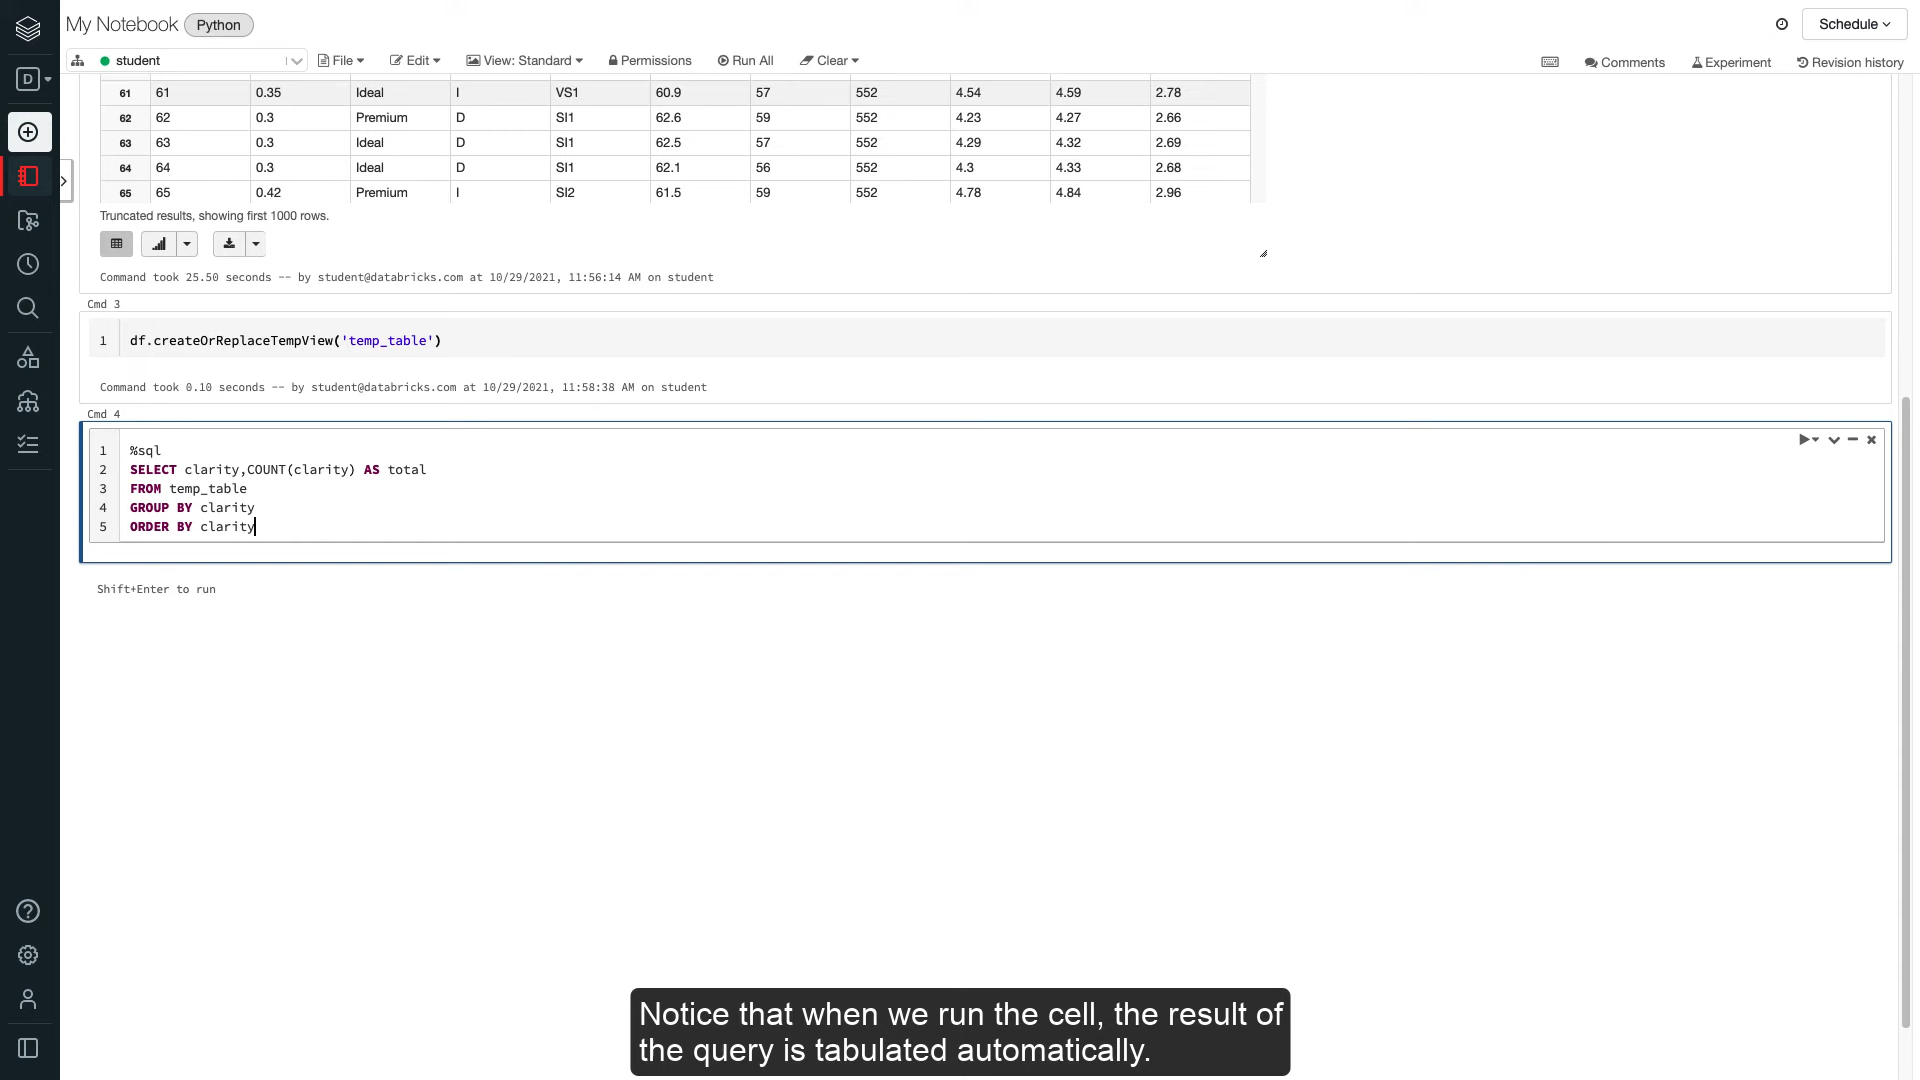 My Notebook Python
Schedule
D
student File Edit View: Standard Permissions Run All Clear Comments Experiment Revision history
61 61 0.35 Ideal I VS1 60.9 57 552 4.54 4.59 2.78
62 62 0.3 Premium D SI1 62.6 59 552 4.23 4.27 2.66
63 63 0.3 Ideal D SI1 62.5 57 552 4.29 4.32 2.69
64 64 0.3 Ideal D SI1 62.1 56 552 4.3 4.33 2.68
65 65 0.42 Premium I SI2 61.5 59 552 4.78 4.84 2.96
Truncated results, showing first 1000 rows.
Command took 25.50 seconds -- by student@databricks.com at 10/29/2021, 11:56:14 AM on student
Cmd 3
1 df.createOrReplaceTempView('temp_table')
Command took 0.10 seconds -- by student@databricks.com at 10/29/2021, 11:58:38 AM on student
Cmd 4
1 %sql
2 SELECT clarity,COUNT(clarity) AS total
3 FROM temp_table
4 GROUP BY clarity
5 ORDER BY clarity
Shift+Enter to run
Notice that when we run the cell, the result of
the query is tabulated automatically.